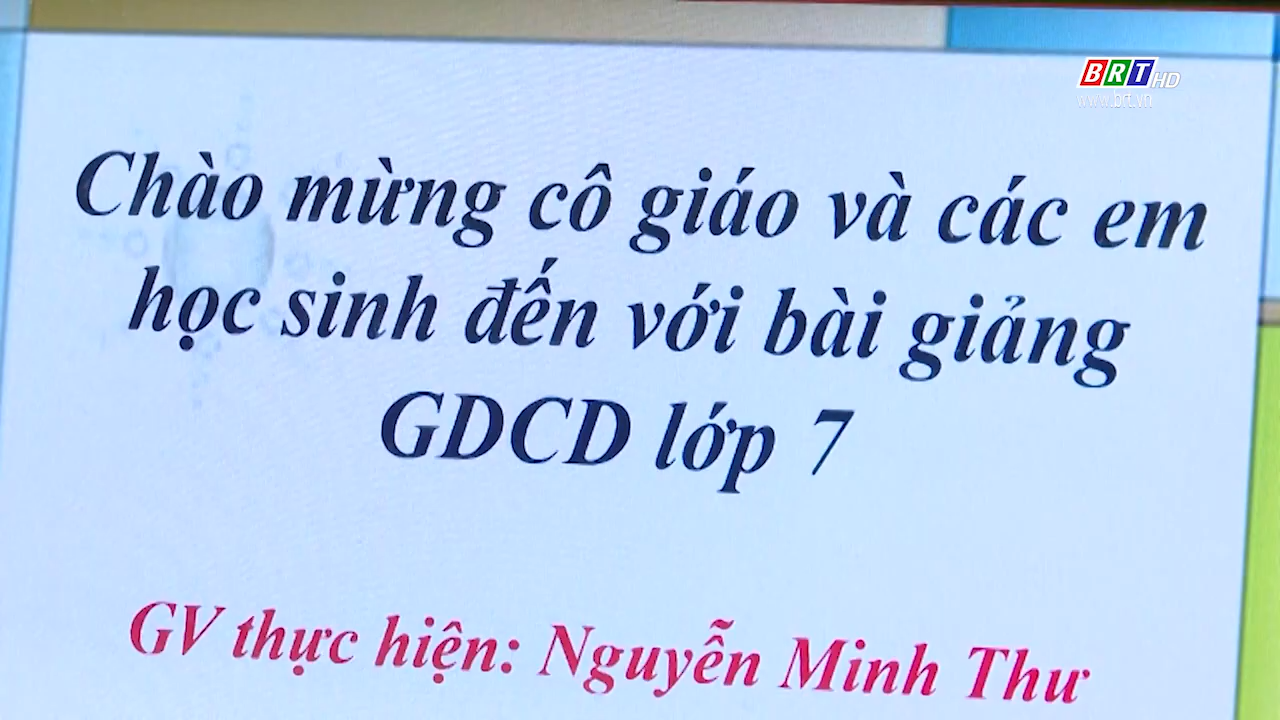 BRT HD
www.brt.vn
Chào mừng cô giáo và các em
học sinh đến với bài giảng
GDCD lớp 7
GV thực hiện: Nguyễn Minh Thư